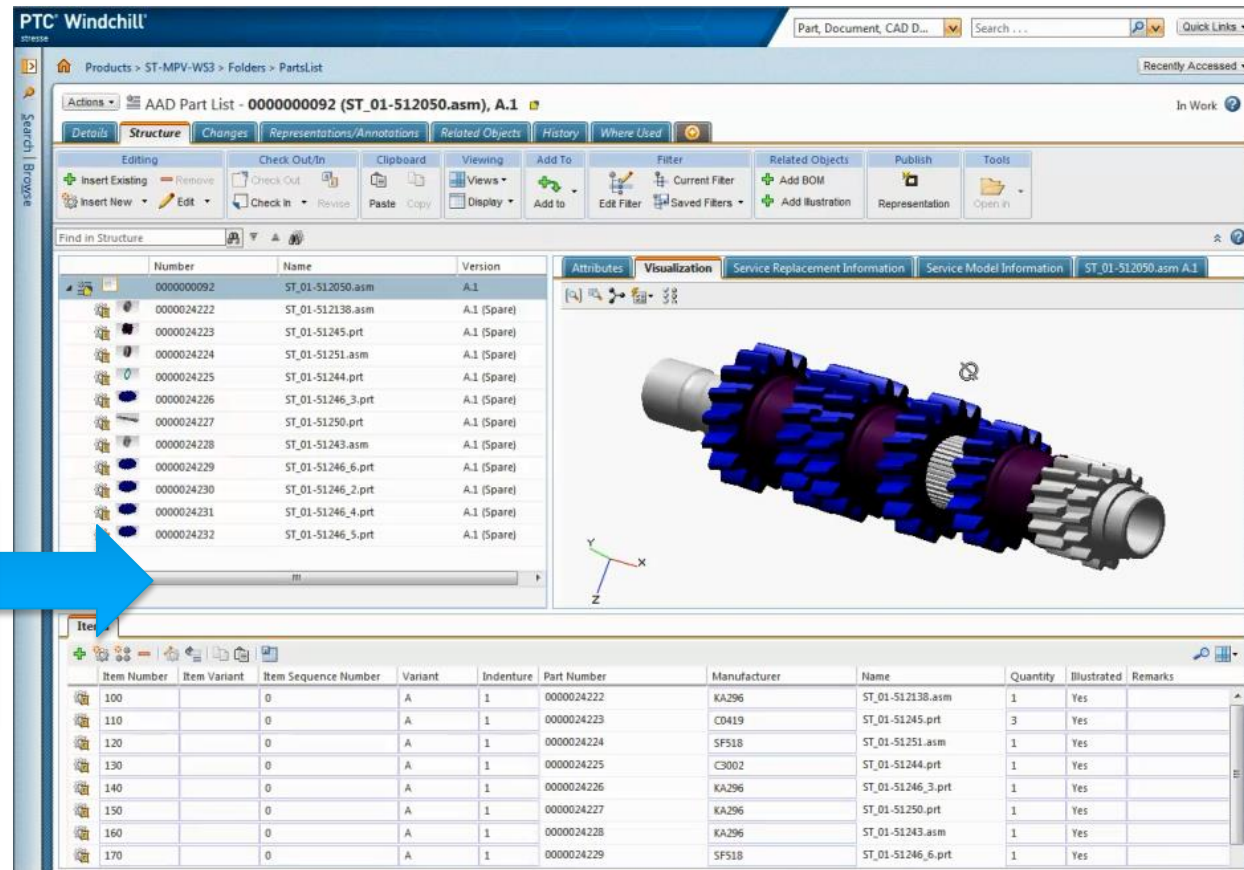 PTC® Windchill®
stresse
Part, Document, CAD D...
Search ...
Quick Links
Products > ST-MPV-WS3 > Folders > PartsList
Recently Accessed
Search | Browse
Actions
AAD Part List - 0000000092 (ST_01-512050.asm), A.1
In Work
Details Structure Changes Representations/Annotations Related Objects History Where Used
Editing Check Out/In Clipboard Viewing Add To Filter Related Objects Publish Tools
Insert Existing Remove Check Out Views Current Filter Add BOM
Insert New Edit Check In Revise Paste Copy Display Add to Edit Filter Saved Filters Add Illustration Representation Open in
Find in Structure
Number Name Version
0000000092 ST_01-512050.asm A.1
0000024222 ST_01-512138.asm A.1 (Spare)
0000024223 ST_01-51245.prt A.1 (Spare)
0000024224 ST_01-51251.asm A.1 (Spare)
0000024225 ST_01-51244.prt A.1 (Spare)
0000024226 ST_01-51246_3.prt A.1 (Spare)
0000024227 ST_01-51250.prt A.1 (Spare)
0000024228 ST_01-51243.asm A.1 (Spare)
0000024229 ST_01-51246_6.prt A.1 (Spare)
0000024230 ST_01-51246_2.prt A.1 (Spare)
0000024231 ST_01-51246_4.prt A.1 (Spare)
0000024232 ST_01-51246_5.prt A.1 (Spare)
Attributes Visualization Service Replacement Information Service Model Information ST_01-512050.asm A.1
Y
X
Z
Item Number Item Variant Item Sequence Number Variant Indenture Part Number Manufacturer Name Quantity Illustrated Remarks
100 0 A 1 0000024222 KA296 ST_01-512138.asm 1 Yes
110 0 A 1 0000024223 C0419 ST_01-51245.prt 3 Yes
120 0 A 1 0000024224 SF518 ST_01-51251.asm 1 Yes
130 0 A 1 0000024225 C3002 ST_01-51244.prt 1 Yes
140 0 A 1 0000024226 KA296 ST_01-51246_3.prt 1 Yes
150 0 A 1 0000024227 KA296 ST_01-51250.prt 1 Yes
160 0 A 1 0000024228 KA296 ST_01-51243.asm 1 Yes
170 0 A 1 0000024229 SF518 ST_01-51246_6.prt 1 Yes